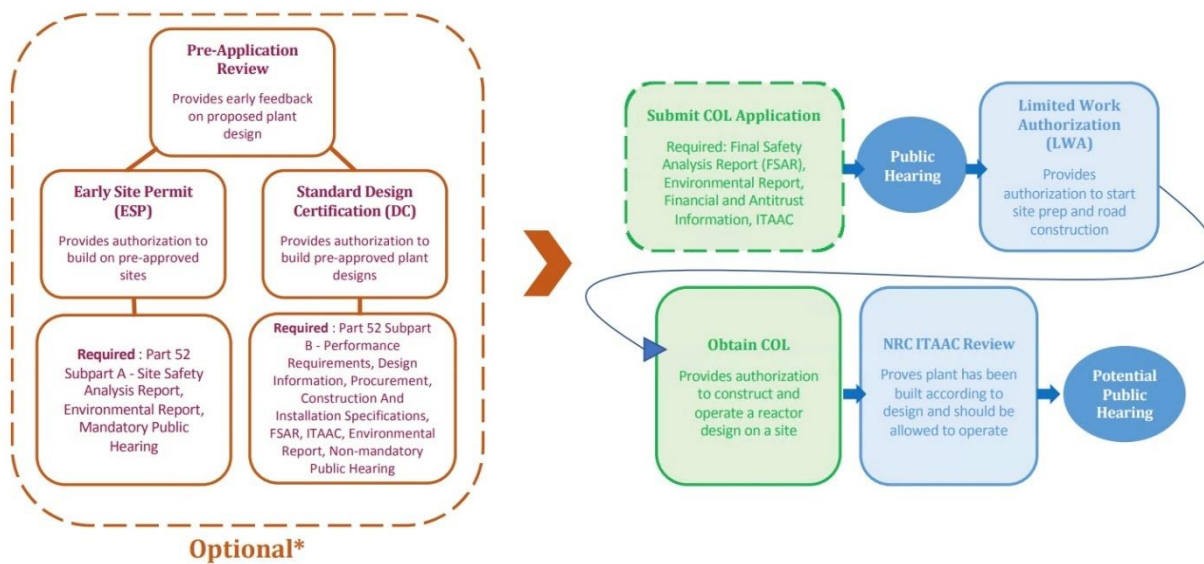 Pre-Application
Review
Provides early feedback
on proposed plant
design
Early Site Permit
(ESP)
Provides authorization to
build on pre-approved
sites
Standard Design
Certification (DC)
Provides authorization to
build pre-approved plant
designs
Required : Part 52
Subpart A - Site Safety
Analysis Report,
Environmental Report,
Mandatory Public
Hearing
Required : Part 52 Subpart
B - Performance
Requirements, Design
Information, Procurement,
Construction And
Installation Specifications,
FSAR, ITAAC, Environmental
Report, Non-mandatory
Public Hearing
Optional*
Submit COL Application
Required: Final Safety
Analysis Report (FSAR),
Environmental Report,
Financial and Antitrust
Information, ITAAC
Public
Hearing
Limited Work
Authorization
(LWA)
Provides
authorization to start
site prep and road
construction
Obtain COL
Provides authorization
to construct and
operate a reactor
design on a site
NRC ITAAC Review
Proves plant has been
built according to
design and should be
allowed to operate
Potential
Public
Hearing